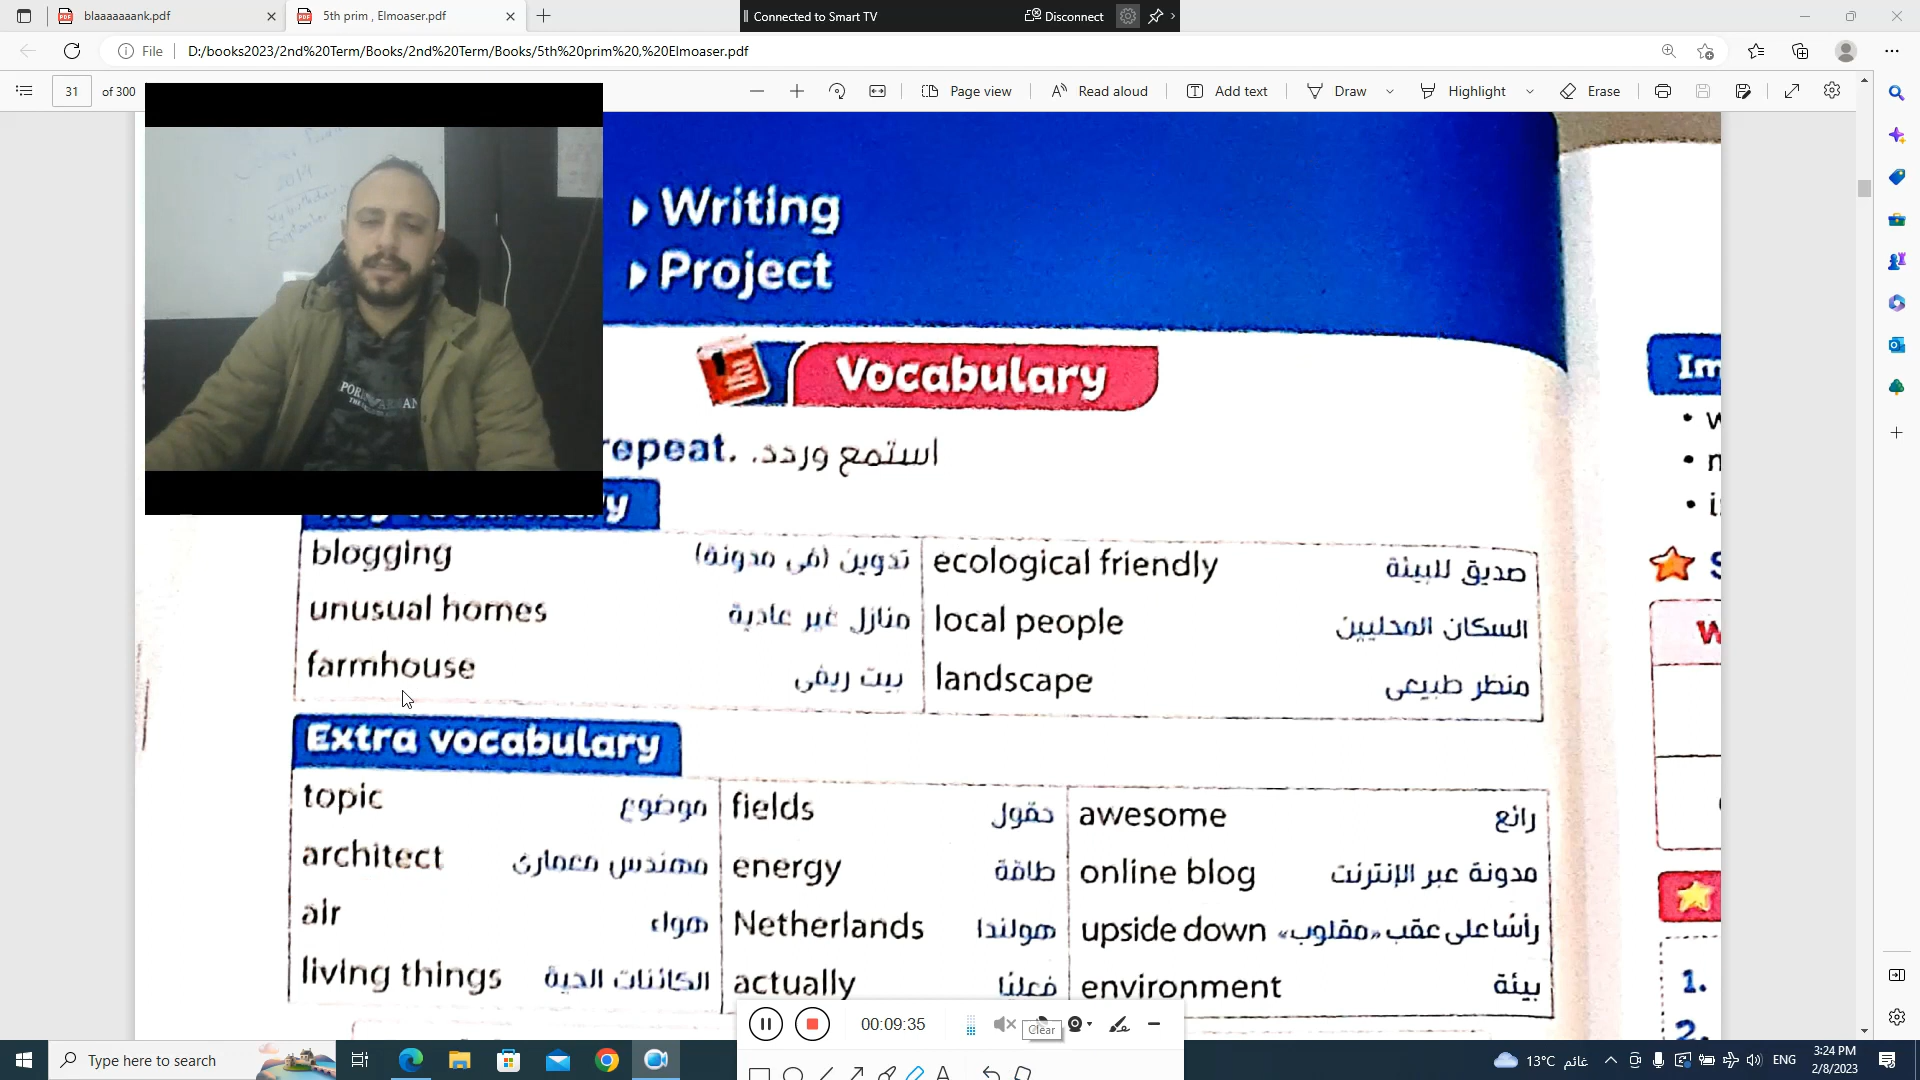 blaaaaaaank.pdf
5th prim , Elmoaser.pdf
Connected to Smart TV
Disconnect
File
D:/books2023/2nd%20Term/Books/2nd%20Term/Books/5th%20prim%20,%20Elmoaser.pdf
31 of 300
Page view
Read aloud
Add text
Draw
Highlight
Erase
Writing
Project
Vocabulary
repeat. استمع وردد.
blogging تدوين (فى مدونة) ecological friendly صديق للبيئة
unusual homes منازل غير عادية local people السكان المحليين
farmhouse بيت ريفى landscape منظر طبيعى
Extra vocabulary
topic موضوع fields حقول awesome رائع
architect مهندس معمارى energy طاقة online blog مدونة عبر الإنترنت
air هواء Netherlands هولندا upside down رأسًا على عقب «مقلوب»
living things الكائنات الحية actually فعليًا environment بيئة
1.
2.
00:09:35
Clear
Type here to search
13°C غائم
ENG
3:24 PM
2/8/2023